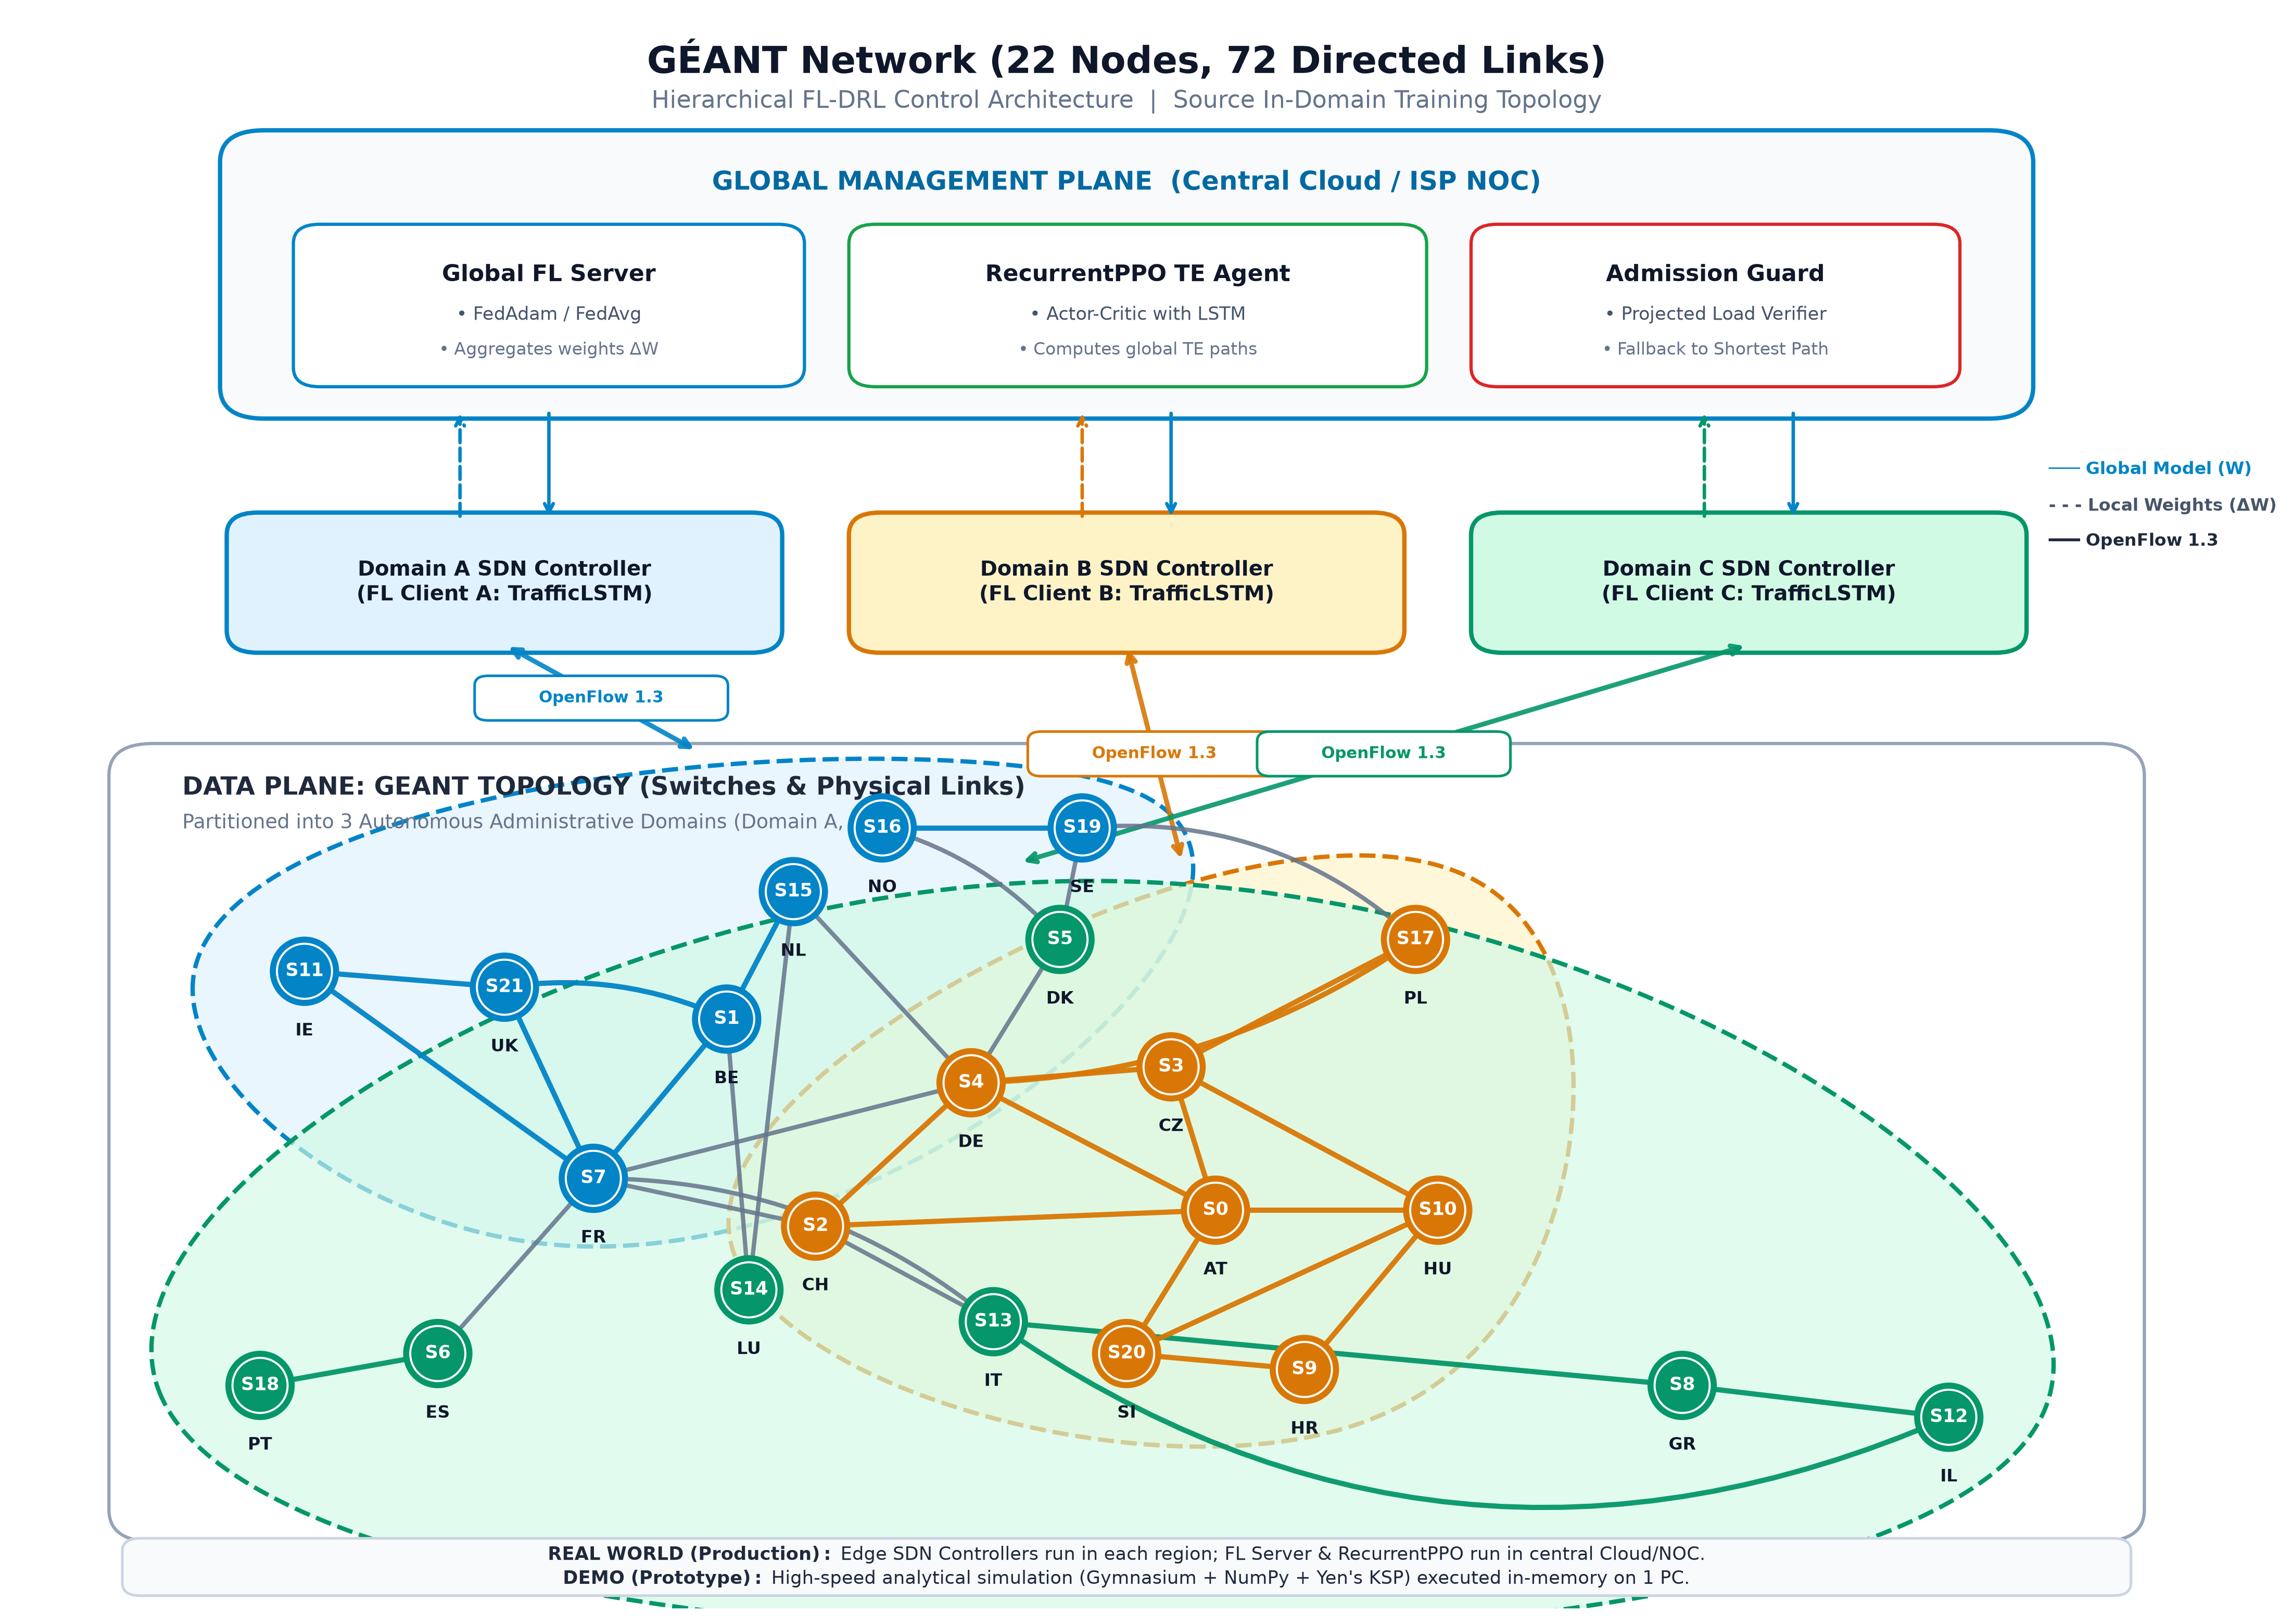 GÉANT Network (22 Nodes, 72 Directed Links)
Hierarchical FL-DRL Control Architecture | Source In-Domain Training Topology
GLOBAL MANAGEMENT PLANE (Central Cloud / ISP NOC)
Global FL Server
• FedAdam / FedAvg
• Aggregates weights ΔW
RecurrentPPO TE Agent
• Actor-Critic with LSTM
• Computes global TE paths
Admission Guard
• Projected Load Verifier
• Fallback to Shortest Path
Global Model (W)
- - - Local Weights (ΔW)
OpenFlow 1.3
Domain A SDN Controller
(FL Client A: TrafficLSTM)
Domain B SDN Controller
(FL Client B: TrafficLSTM)
Domain C SDN Controller
(FL Client C: TrafficLSTM)
OpenFlow 1.3
OpenFlow 1.3
OpenFlow 1.3
DATA PLANE: GEANT TOPOLOGY (Switches & Physical Links)
Partitioned into 3 Autonomous Administrative Domains (Domain A,
S16
NO
S19
SE
S15
NL
S5
DK
S17
PL
S11
IE
S21
UK
S1
BE
S4
DE
S3
CZ
S7
FR
S2
CH
S0
AT
S10
HU
S14
LU
S13
IT
S20
SI
S9
HR
S6
ES
S18
PT
S8
GR
S12
IL
REAL WORLD (Production) : Edge SDN Controllers run in each region; FL Server & RecurrentPPO run in central Cloud/NOC.
DEMO (Prototype) : High-speed analytical simulation (Gymnasium + NumPy + Yen's KSP) executed in-memory on 1 PC.